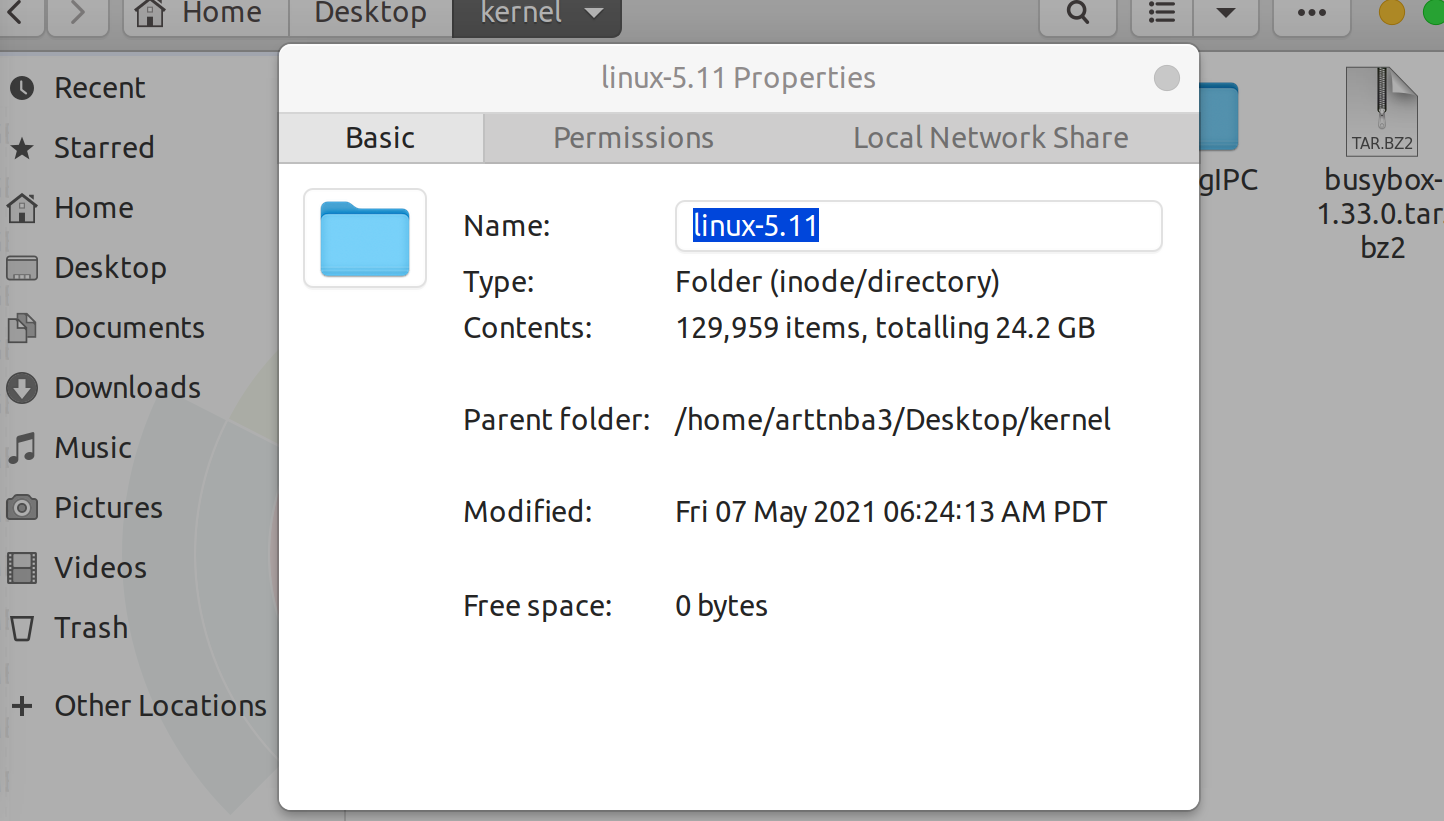 Home Desktop kernel
linux-5.11 Properties
Basic Permissions Local Network Share
Recent
Starred
Home
Desktop
Documents
Downloads
Music
Pictures
Videos
Trash
Other Locations
Name: linux-5.11
Type: Folder (inode/directory)
Contents: 129,959 items, totalling 24.2 GB
Parent folder: /home/arttnba3/Desktop/kernel
Modified: Fri 07 May 2021 06:24:13 AM PDT
Free space: 0 bytes
gIPC
TAR.BZ2
busybox-
1.33.0.tar.
bz2